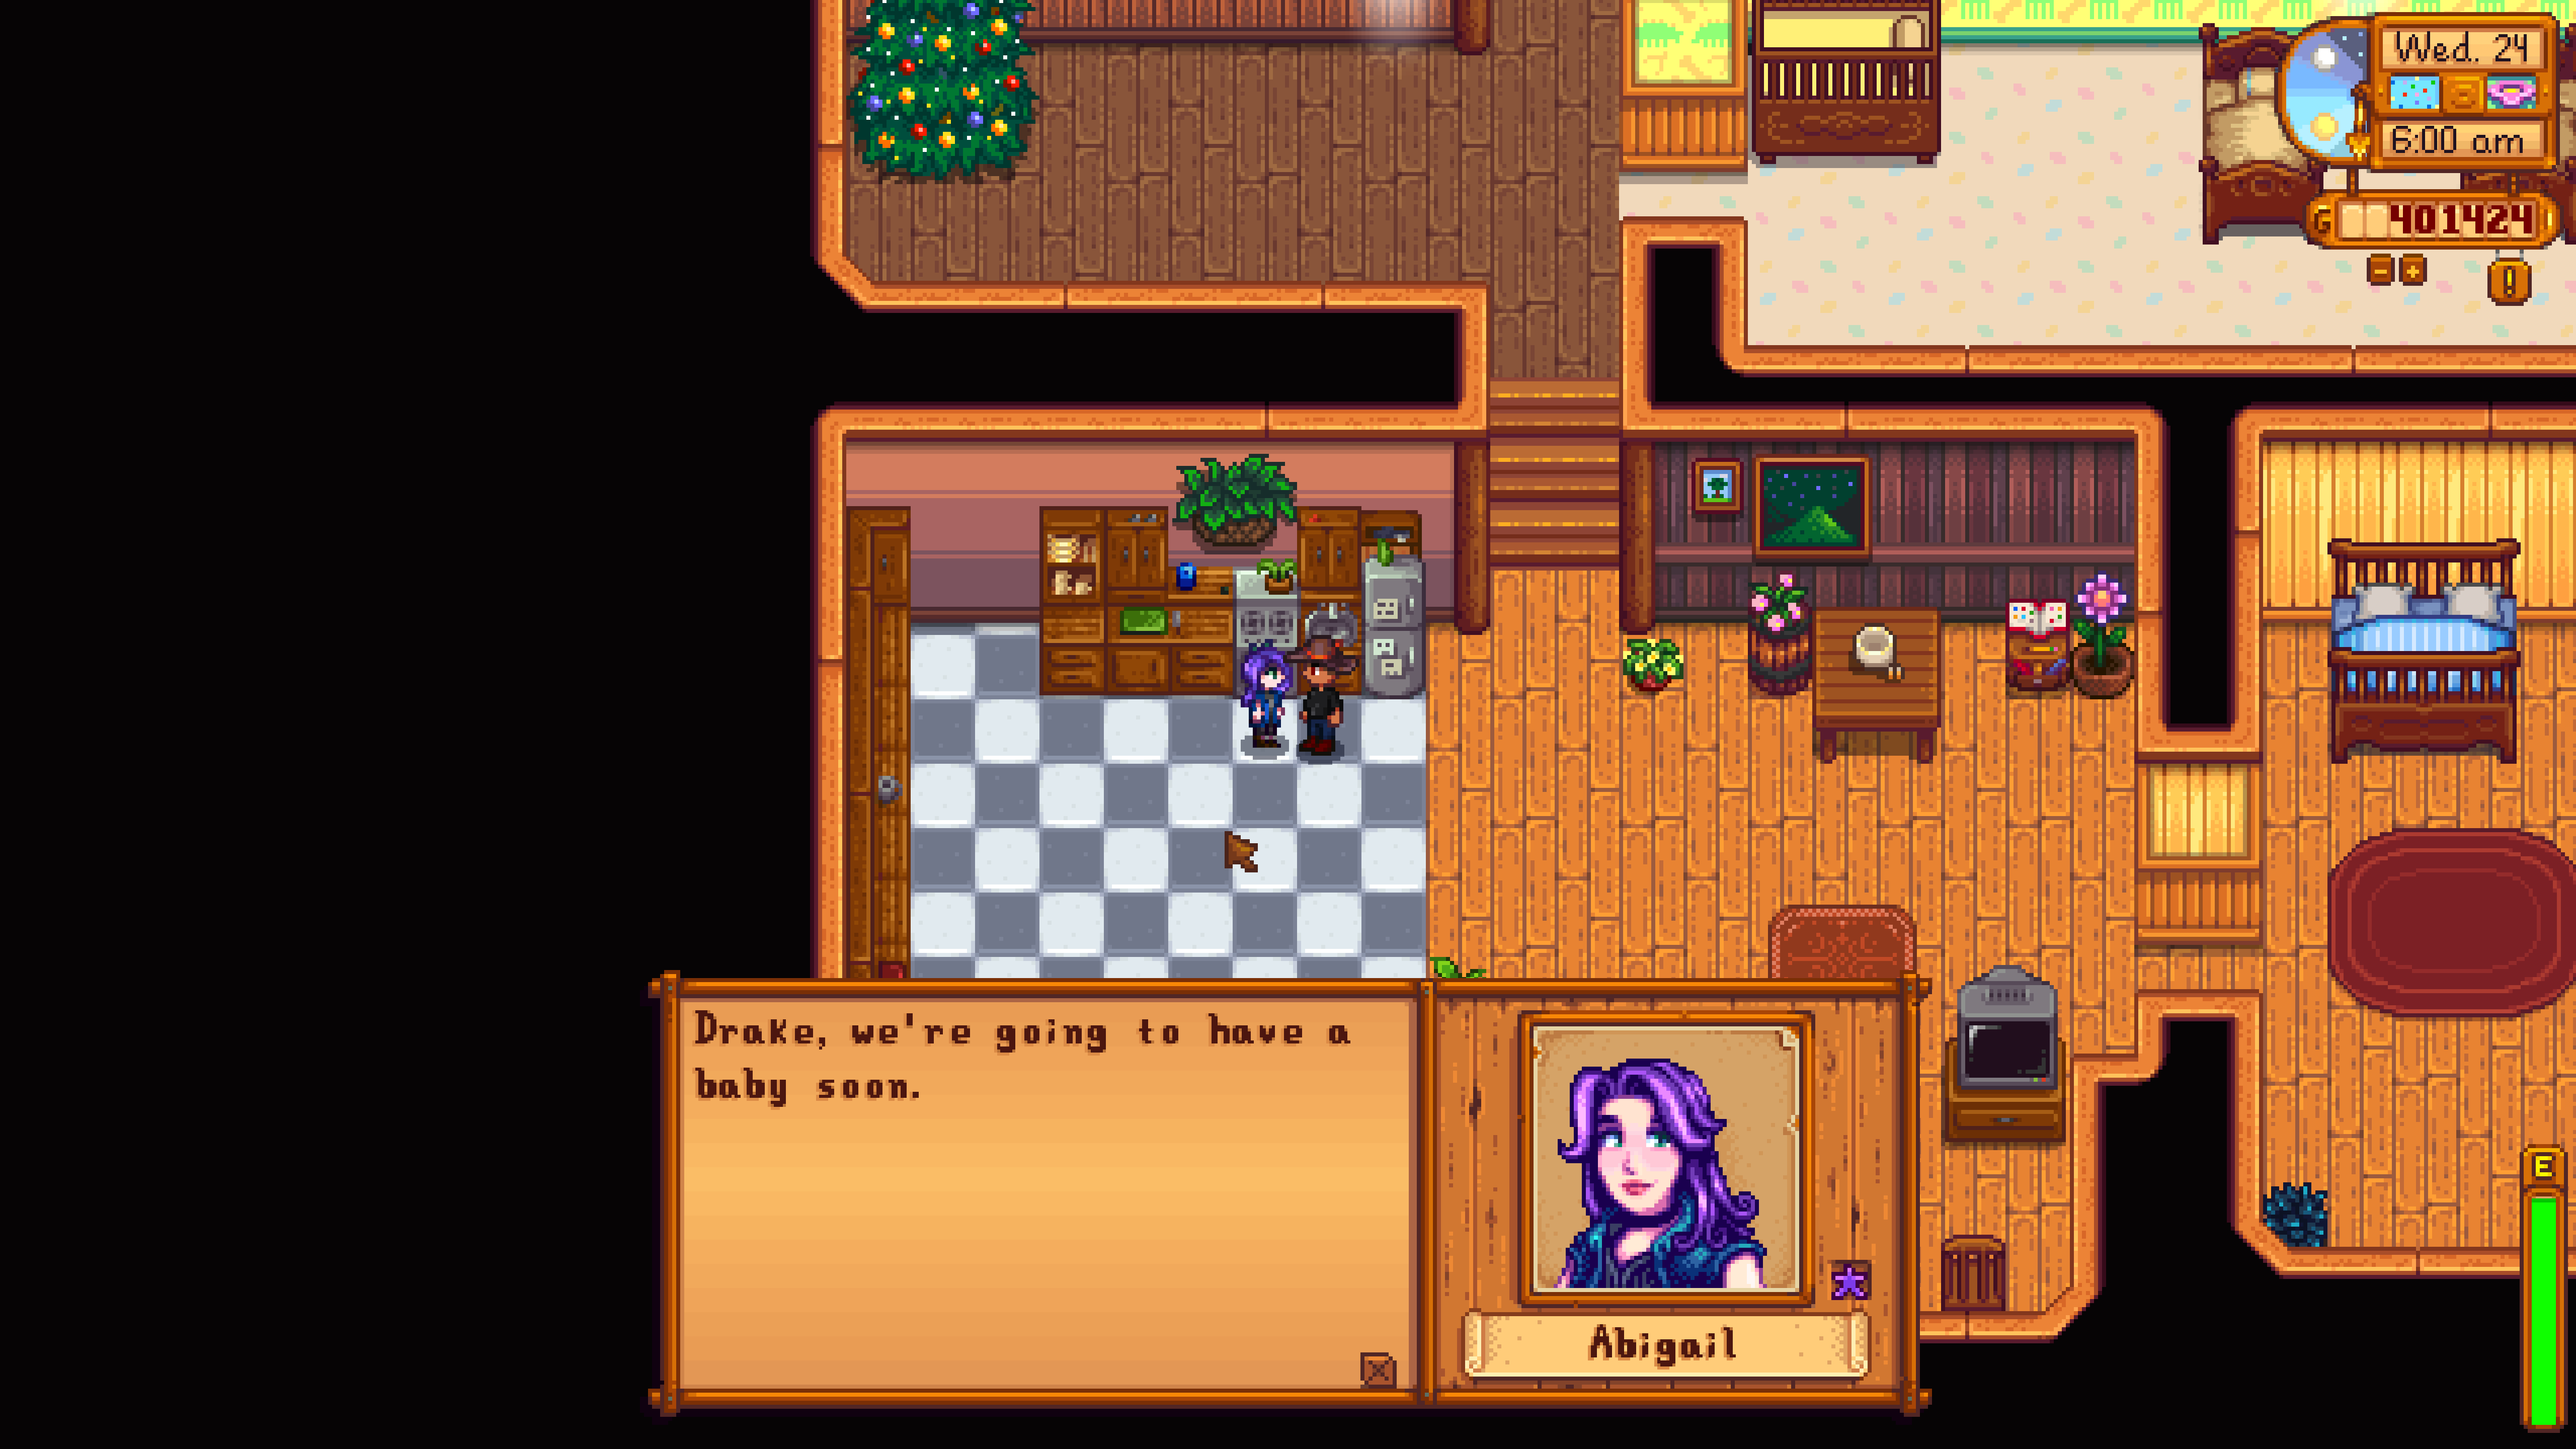 Wed. 24
6:00 am
G 401424
- +
!
Drake, we're going to have a
baby soon.
Abigail
E